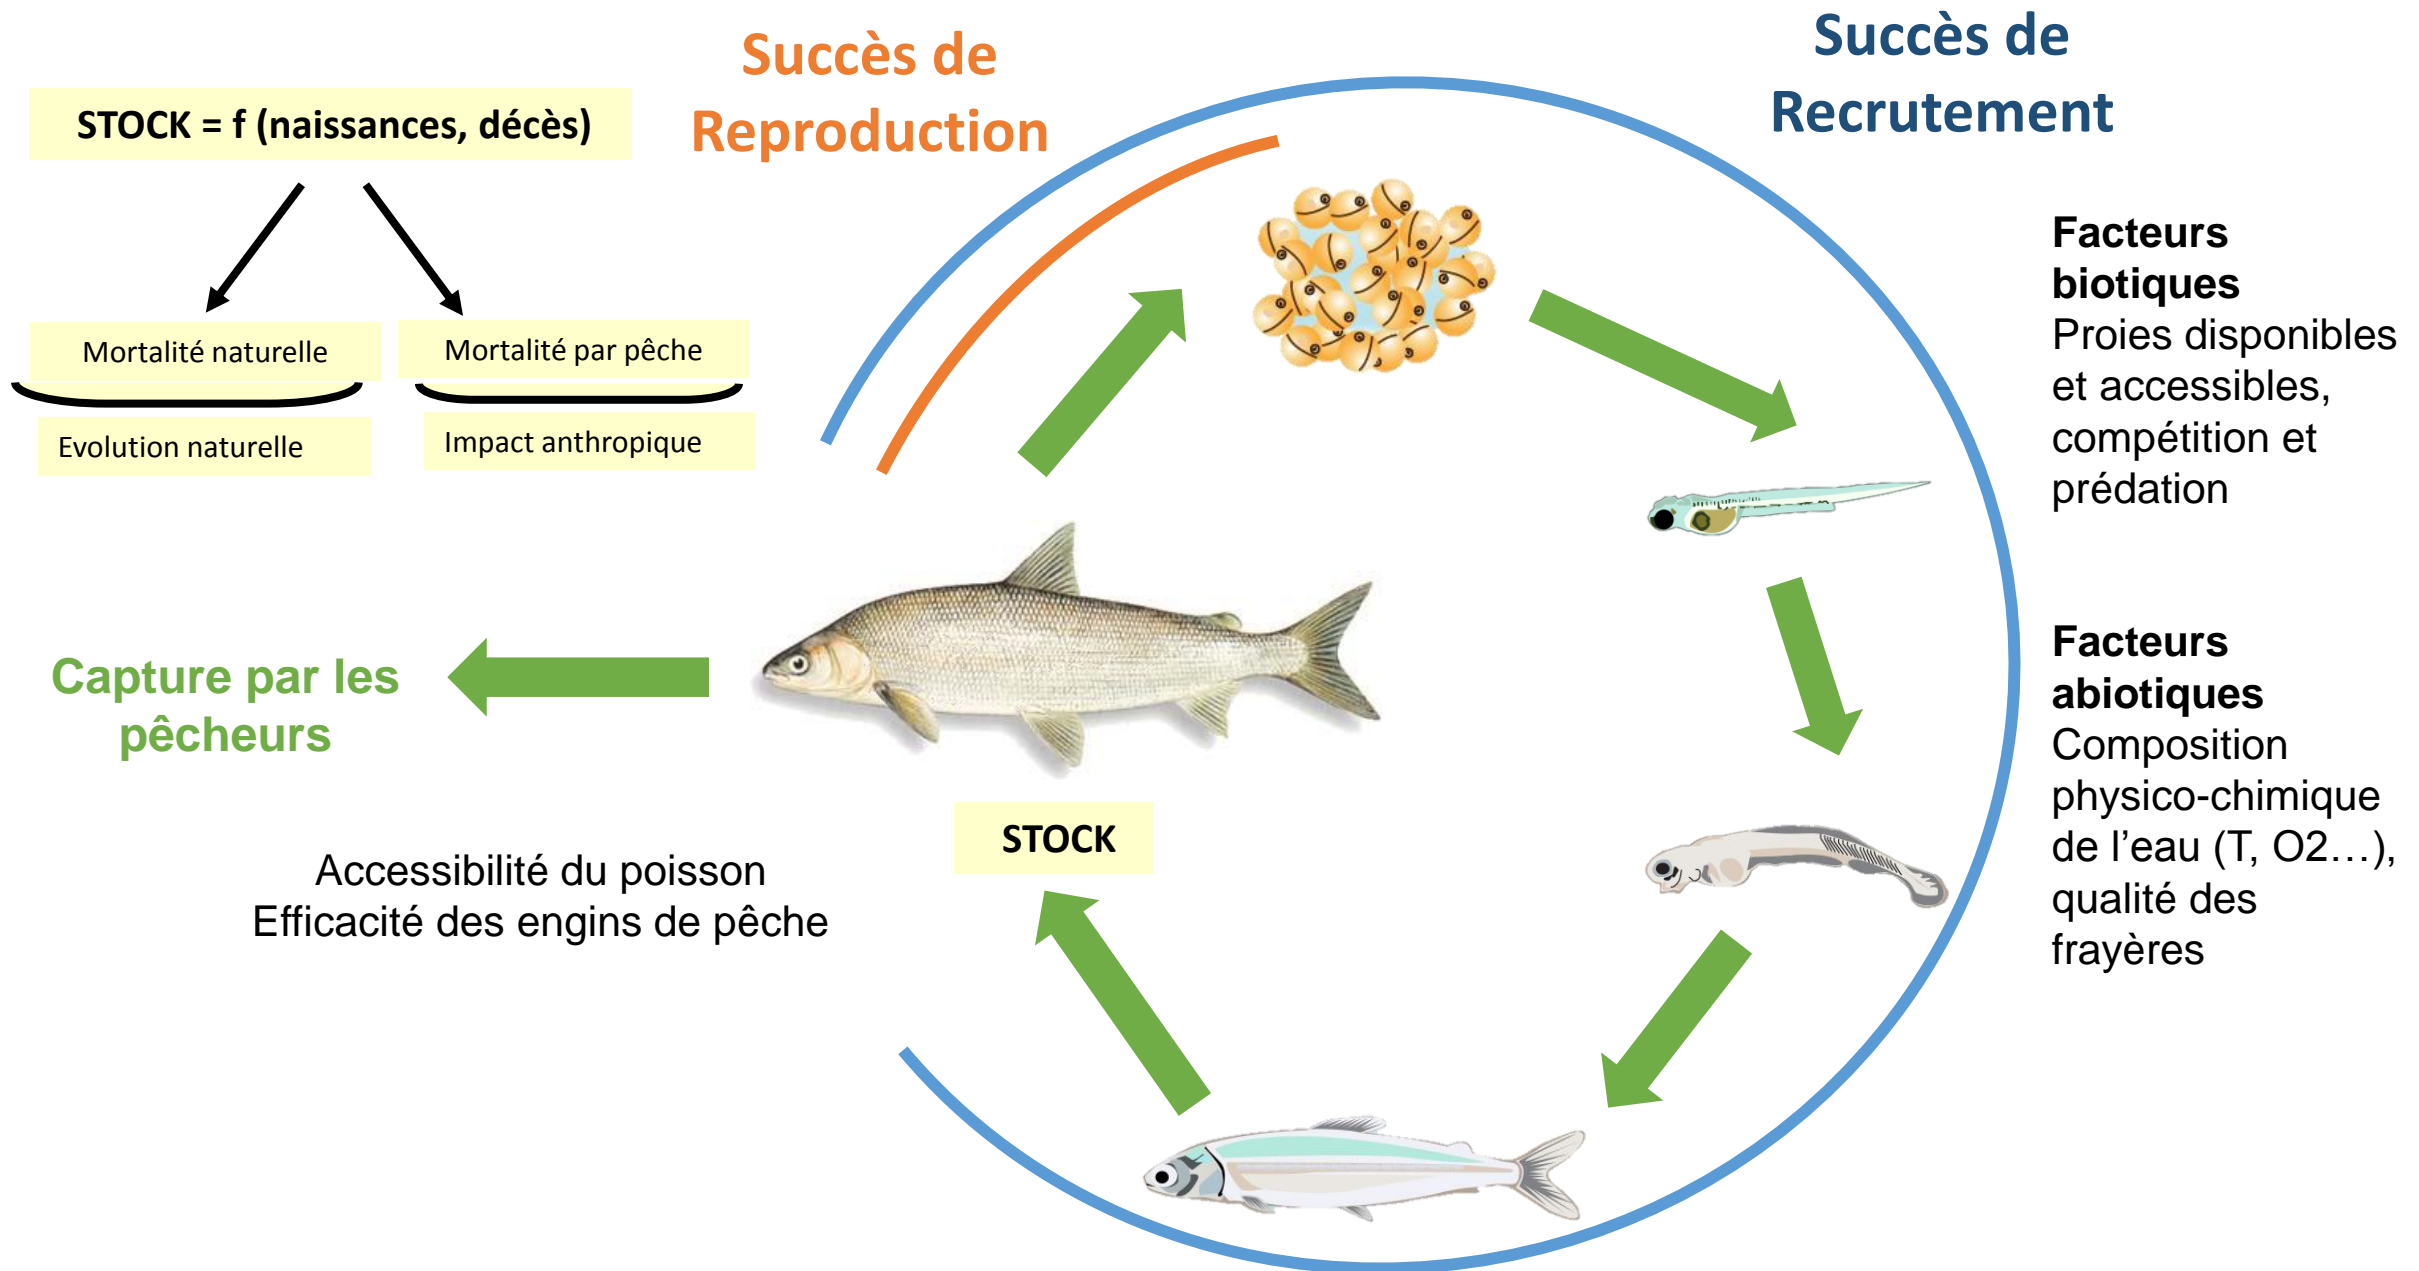 Succès de
Reproduction
Succès de
Recrutement
STOCK = f (naissances, décès)
Mortalité naturelle
Mortalité par pêche
Evolution naturelle
Impact anthropique
Facteurs
biotiques
Proies disponibles
et accessibles,
compétition et
prédation
Capture par les
pêcheurs
Facteurs
abiotiques
Composition
physico-chimique
de l’eau (T, O2…),
qualité des
frayères
STOCK
Accessibilité du poisson
Efficacité des engins de pêche